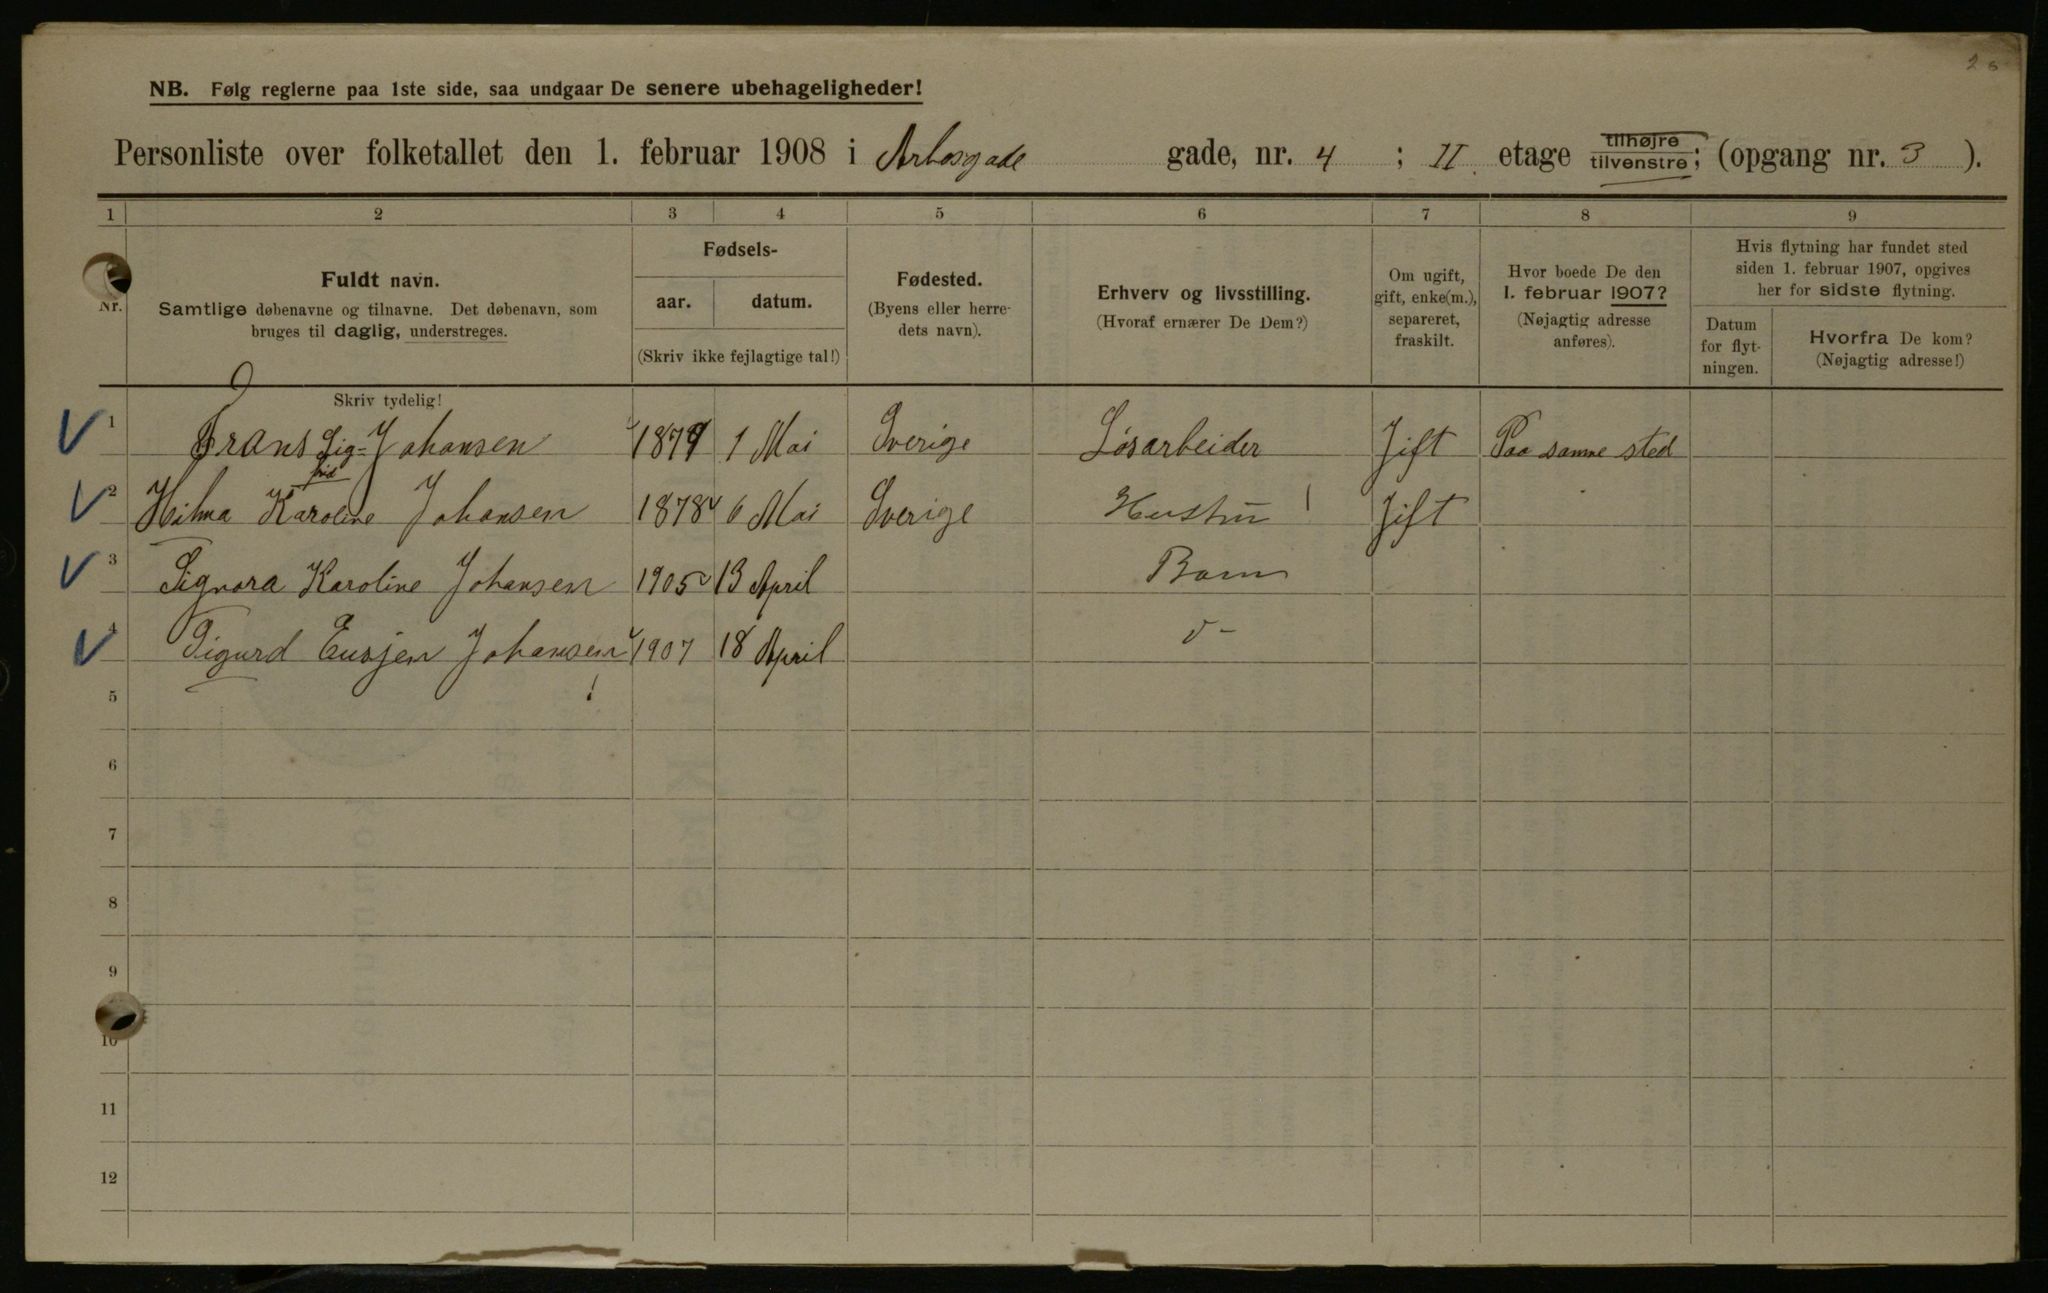 NB. Følg reglerne paa 1ste side, saa undgaar De senere ubehageligheder!
Personliste over folketallet den 1. februar 1908 i Arbosgade gade, nr. 4 ; II etage tilhøjre tilvenstre; (opgang nr. 3 ).
1 2 3 4 5 6 7 8 9
Nr.
Fuldt navn.
Samtlige døbenavne og tilnavne. Det døbenavn, som
bruges til daglig, understreges.
Skriv tydelig!
Fødsels-
aar. datum.
(Skriv ikke fejlagtige tal!)
Fødested.
(Byens eller herre-
dets navn).
Erhverv og livsstilling.
(Hvoraf ernærer De Dem?)
Om ugift,
gift, enke(m.),
separeret,
fraskilt.
Hvor boede De den
1. februar 1907?
(Nøjagtig adresse
anføres).
Hvis flytning har fundet sted
siden 1. februar 1907, opgives
her for sidste flytning.
Datum
for flyt-
ningen.
Hvorfra De kom?
(Nøjagtig adresse!)
1 Frans Sig= frid Johansen 1 Mai Sverige Løsarbeider Gift Paa samme sted
2 Hilma Karoline Johansen 1878 6 Mai Sverige Hustru Gift
3 Signora Karoline Johansen 1905 13 April Barn
4 Sigurd Eusjen Johansen 1907 18 April
5
6
7
8
9
10
11
12